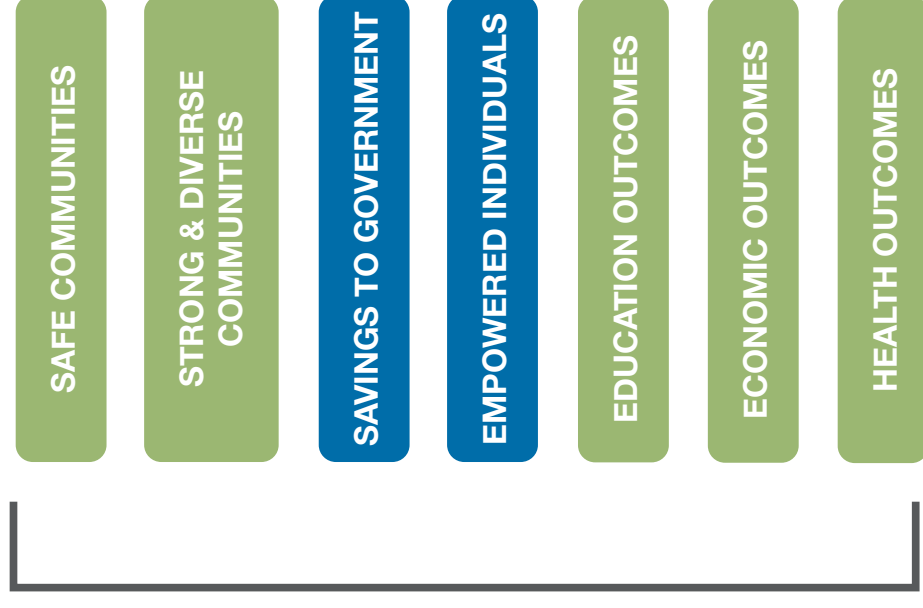 SAFE COMMUNITIES
STRONG & DIVERSE
COMMUNITIES
SAVINGS TO GOVERNMENT
EMPOWERED INDIVIDUALS
EDUCATION OUTCOMES
ECONOMIC OUTCOMES
HEALTH OUTCOMES